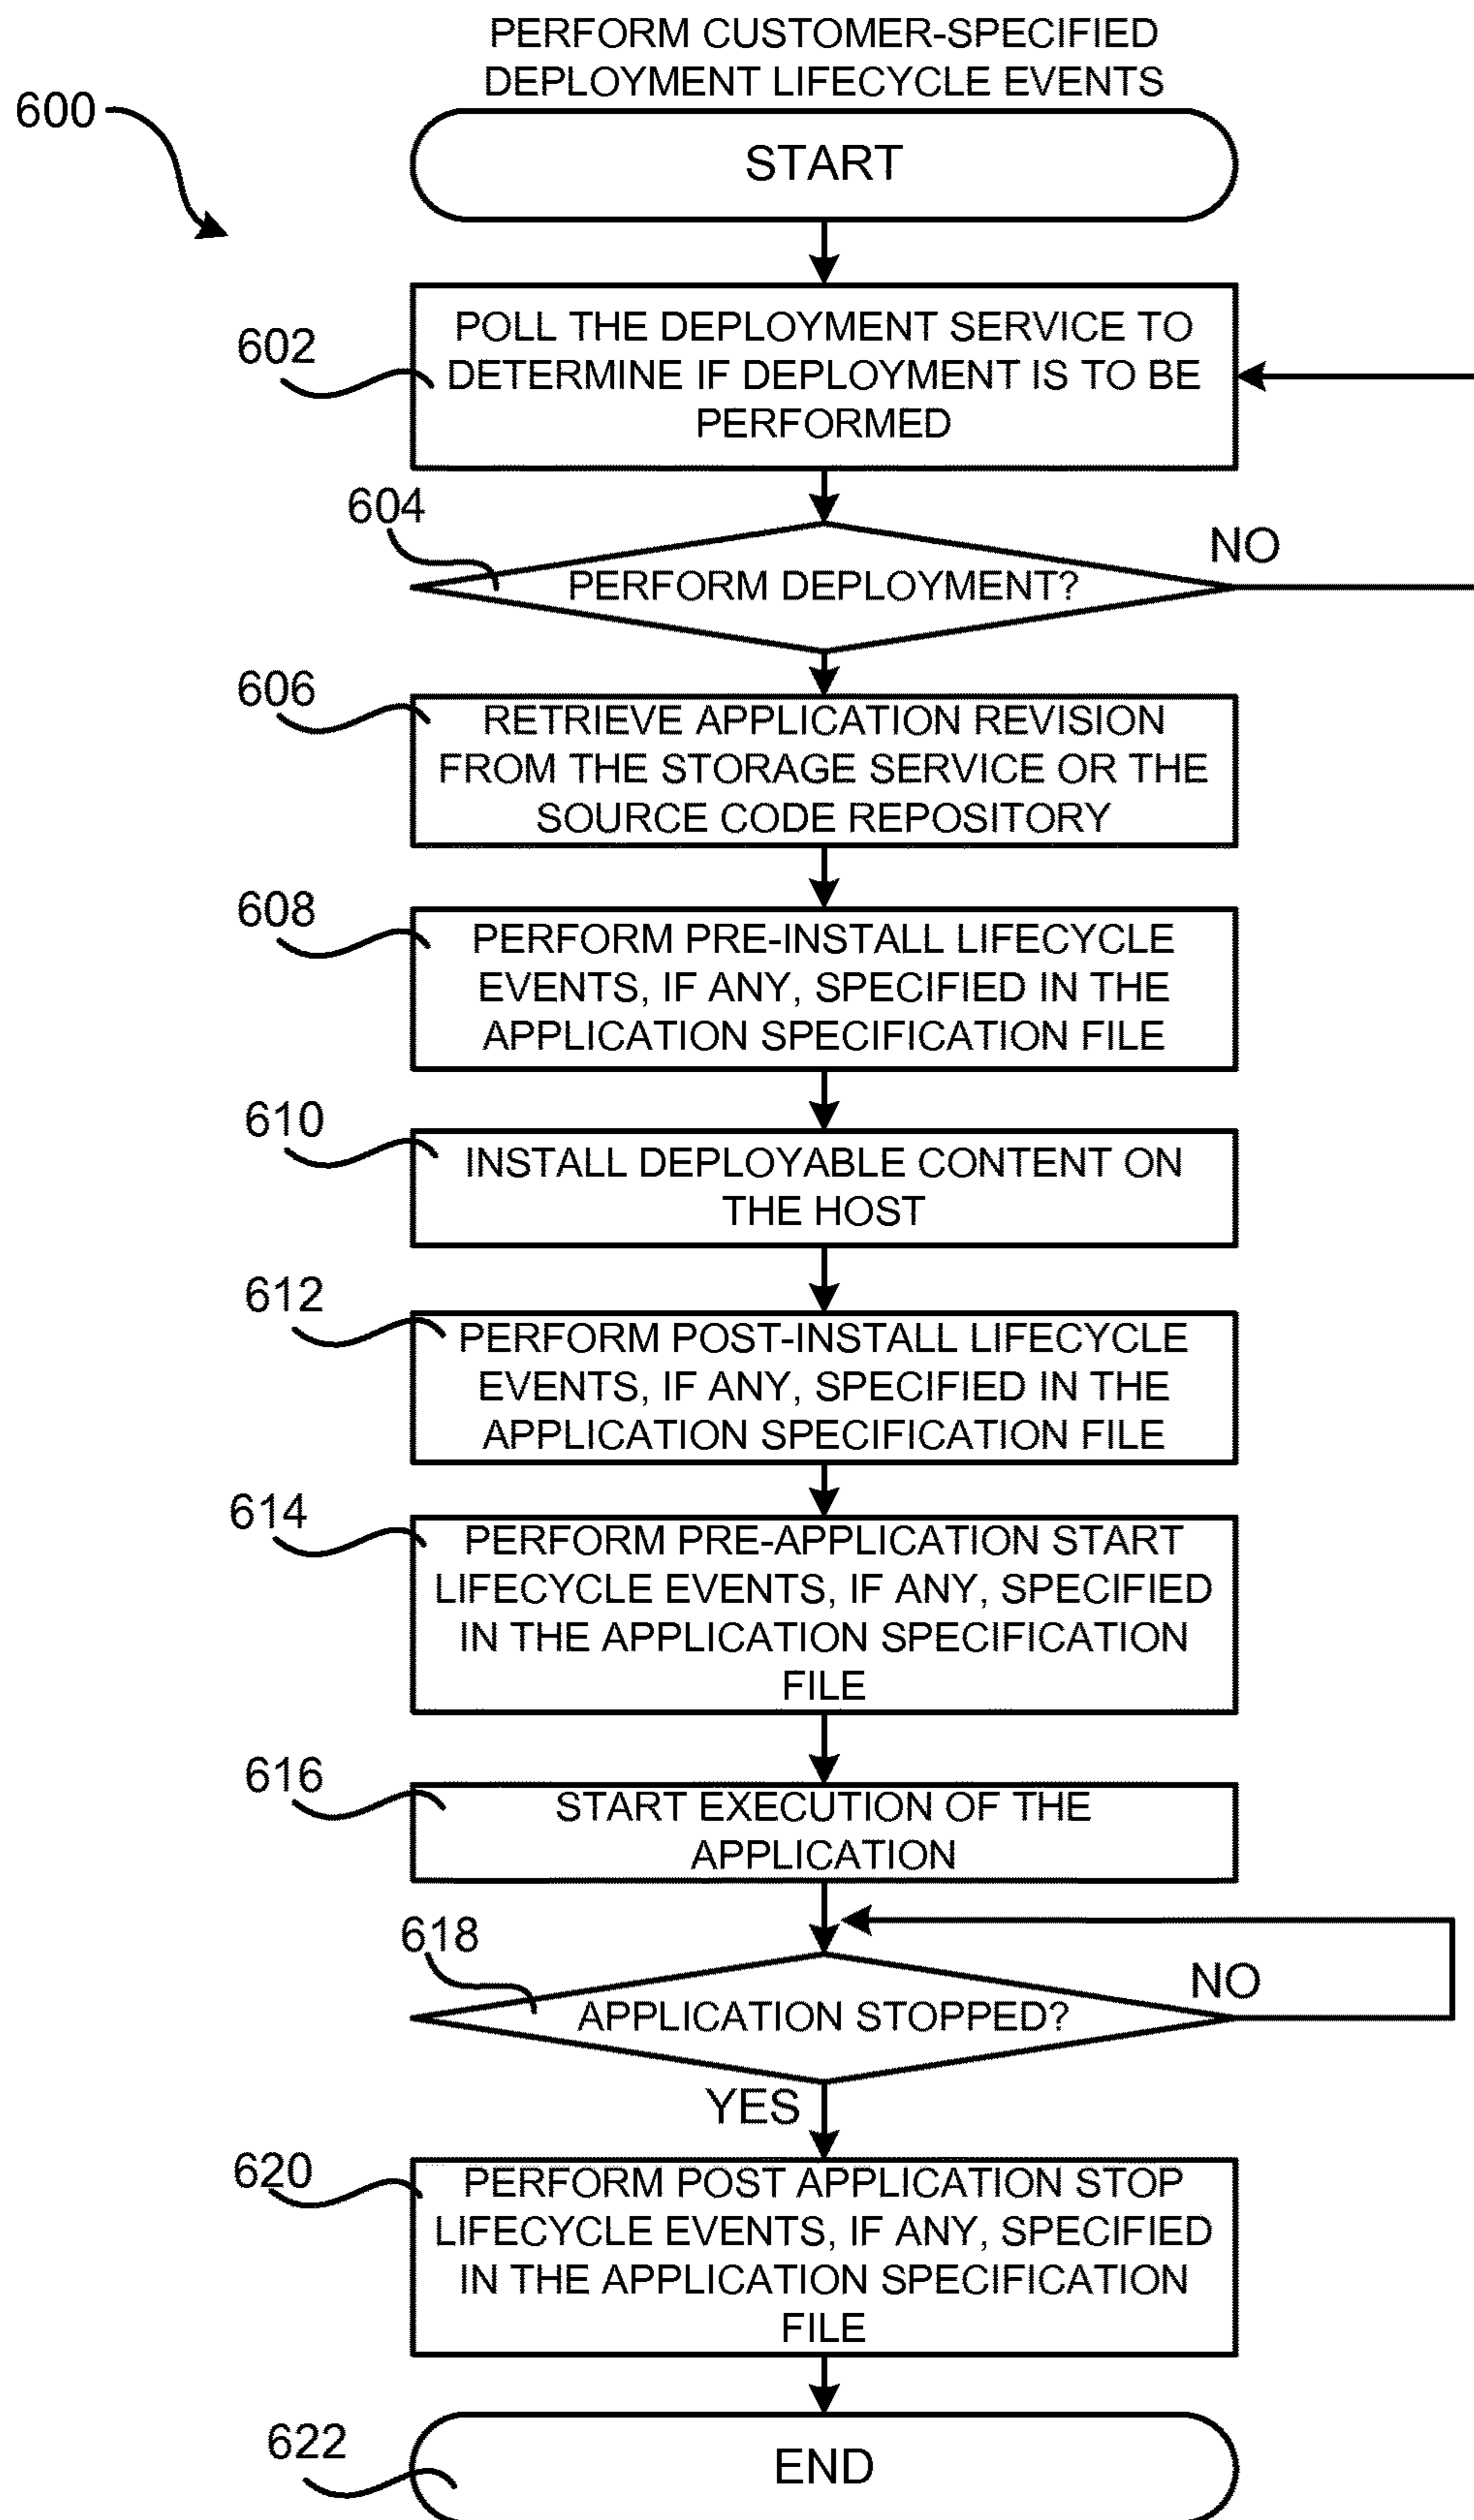 PERFORM CUSTOMER-SPECIFIED
DEPLOYMENT LIFECYCLE EVENTS
600
START
602
POLL THE DEPLOYMENT SERVICE TO
DETERMINE IF DEPLOYMENT IS TO BE
PERFORMED
604
NO
PERFORM DEPLOYMENT?
606
RETRIEVE APPLICATION REVISION
FROM THE STORAGE SERVICE OR THE
SOURCE CODE REPOSITORY
608
PERFORM PRE-INSTALL LIFECYCLE
EVENTS, IF ANY, SPECIFIED IN THE
APPLICATION SPECIFICATION FILE
610
INSTALL DEPLOYABLE CONTENT ON
THE HOST
612
PERFORM POST-INSTALL LIFECYCLE
EVENTS, IF ANY, SPECIFIED IN THE
APPLICATION SPECIFICATION FILE
614
PERFORM PRE-APPLICATION START
LIFECYCLE EVENTS, IF ANY, SPECIFIED
IN THE APPLICATION SPECIFICATION
FILE
616
START EXECUTION OF THE
APPLICATION
618
NO
APPLICATION STOPPED?
YES
620
PERFORM POST APPLICATION STOP
LIFECYCLE EVENTS, IF ANY, SPECIFIED
IN THE APPLICATION SPECIFICATION
FILE
622
END